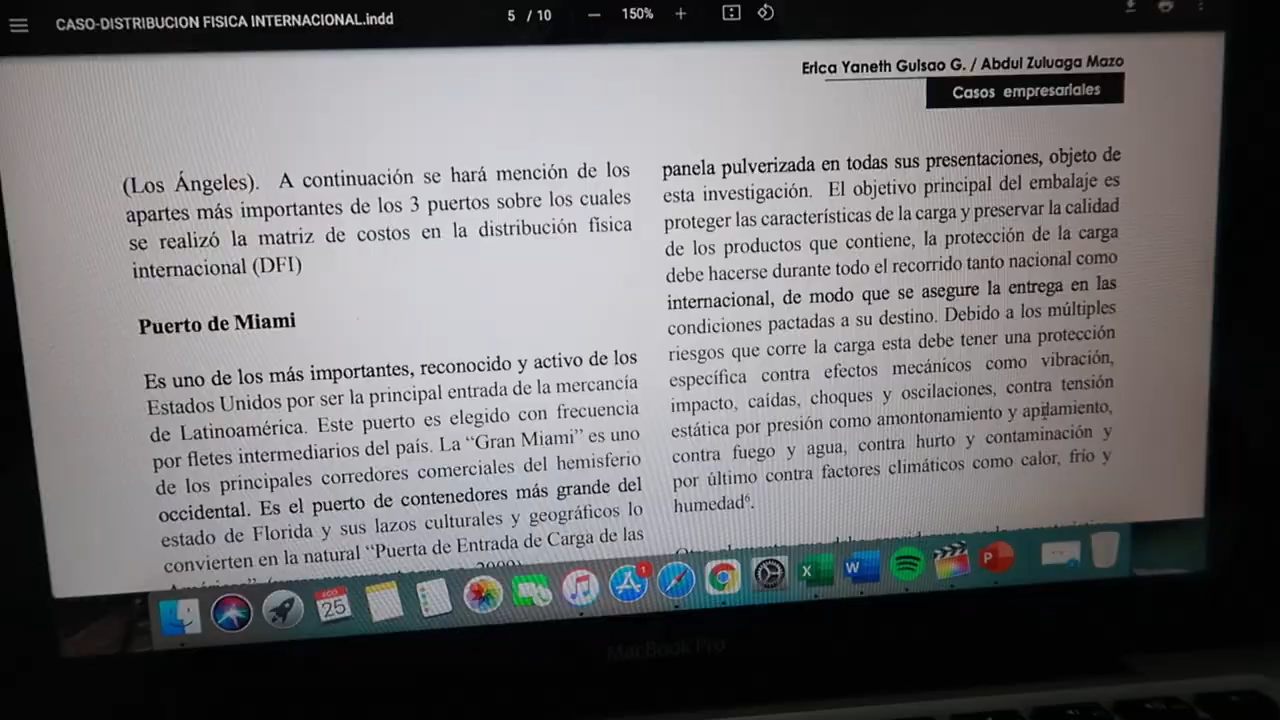 CASO-DISTRIBUCION FISICA INTERNACIONAL.indd
5 / 10
150%
Erica Yaneth Guisao G. / Abdul Zuluaga Mazo
Casos empresariales
(Los Ángeles). A continuación se hará mención de los
apartes más importantes de los 3 puertos sobre los cuales
se realizó la matriz de costos en la distribución física
internacional (DFI)
Puerto de Miami
Es uno de los más importantes, reconocido y activo de los
Estados Unidos por ser la principal entrada de la mercancía
de Latinoamérica. Este puerto es elegido con frecuencia
por fletes intermediarios del país. La “Gran Miami” es uno
de los principales corredores comerciales del hemisferio
occidental. Es el puerto de contenedores más grande del
estado de Florida y sus lazos culturales y geográficos lo
convierten en la natural “Puerta de Entrada de Carga de las
panela pulverizada en todas sus presentaciones, objeto de
esta investigación. El objetivo principal del embalaje es
proteger las características de la carga y preservar la calidad
de los productos que contiene, la protección de la carga
debe hacerse durante todo el recorrido tanto nacional como
internacional, de modo que se asegure la entrega en las
condiciones pactadas a su destino. Debido a los múltiples
riesgos que corre la carga esta debe tener una protección
específica contra efectos mecánicos como vibración,
impacto, caídas, choques y oscilaciones, contra tensión
estática por presión como amontonamiento y apilamiento,
contra fuego y agua, contra hurto y contaminación y
por último contra factores climáticos como calor, frío y
humedad⁶.
AGO
25
1
X
W
P
MacBook Pro